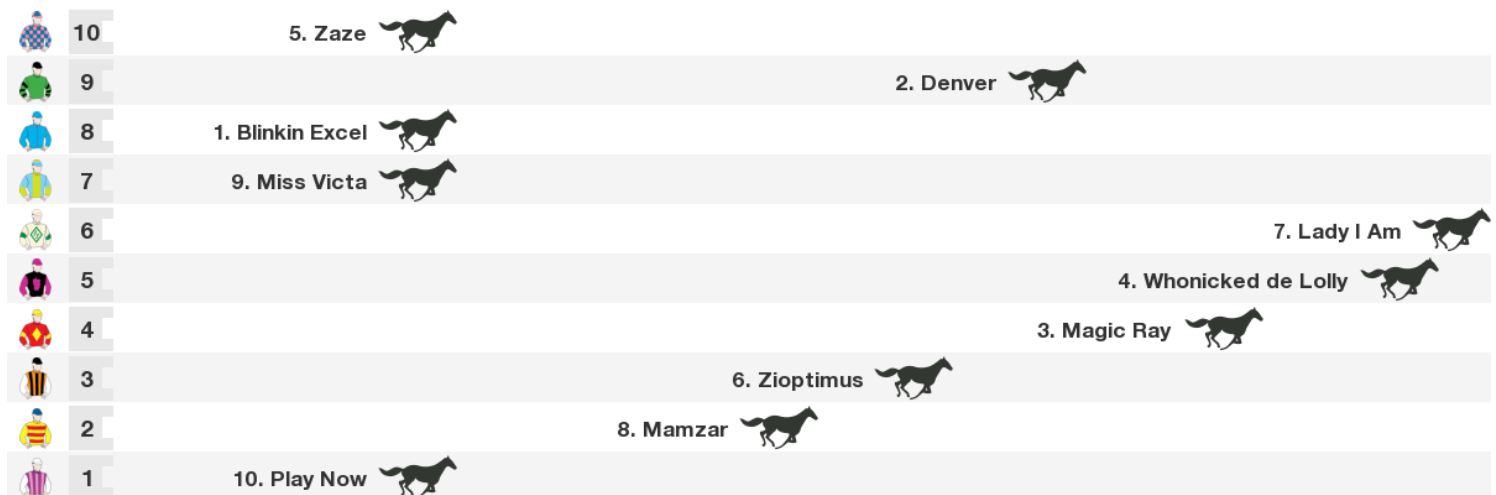 10 5. Zaze
9 2. Denver
8 1. Blinkin Excel
7 9. Miss Victa
6 7. Lady I Am
5 4. Whonicked de Lolly
4 3. Magic Ray
3 6. Zioptimus
2 8. Mamzar
1 10. Play Now